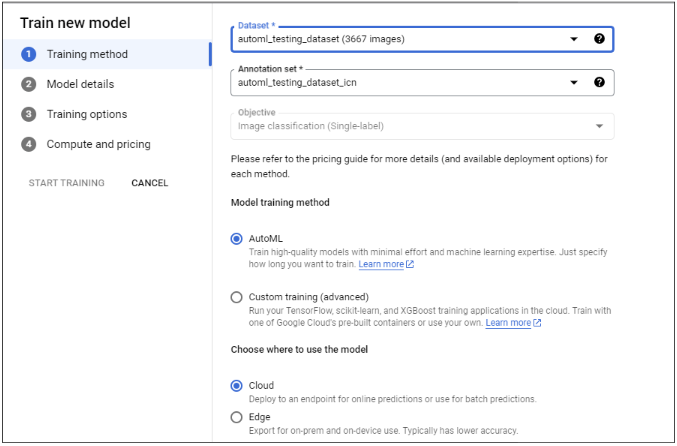 Train new model
1 Training method
2 Model details
3 Training options
4 Compute and pricing
START TRAINING CANCEL
Dataset *
automl_testing_dataset (3667 images)
Annotation set *
automl_testing_dataset_icn
Objective
Image classification (Single-label)
Please refer to the pricing guide for more details (and available deployment options) for
each method.
Model training method
AutoML
Train high-quality models with minimal effort and machine learning expertise. Just specify
how long you want to train. Learn more
Custom training (advanced)
Run your TensorFlow, scikit-learn, and XGBoost training applications in the cloud. Train with
one of Google Cloud's pre-built containers or use your own. Learn more
Choose where to use the model
Cloud
Deploy to an endpoint for online predictions or use for batch predictions.
Edge
Export for on-prem and on-device use. Typically has lower accuracy.